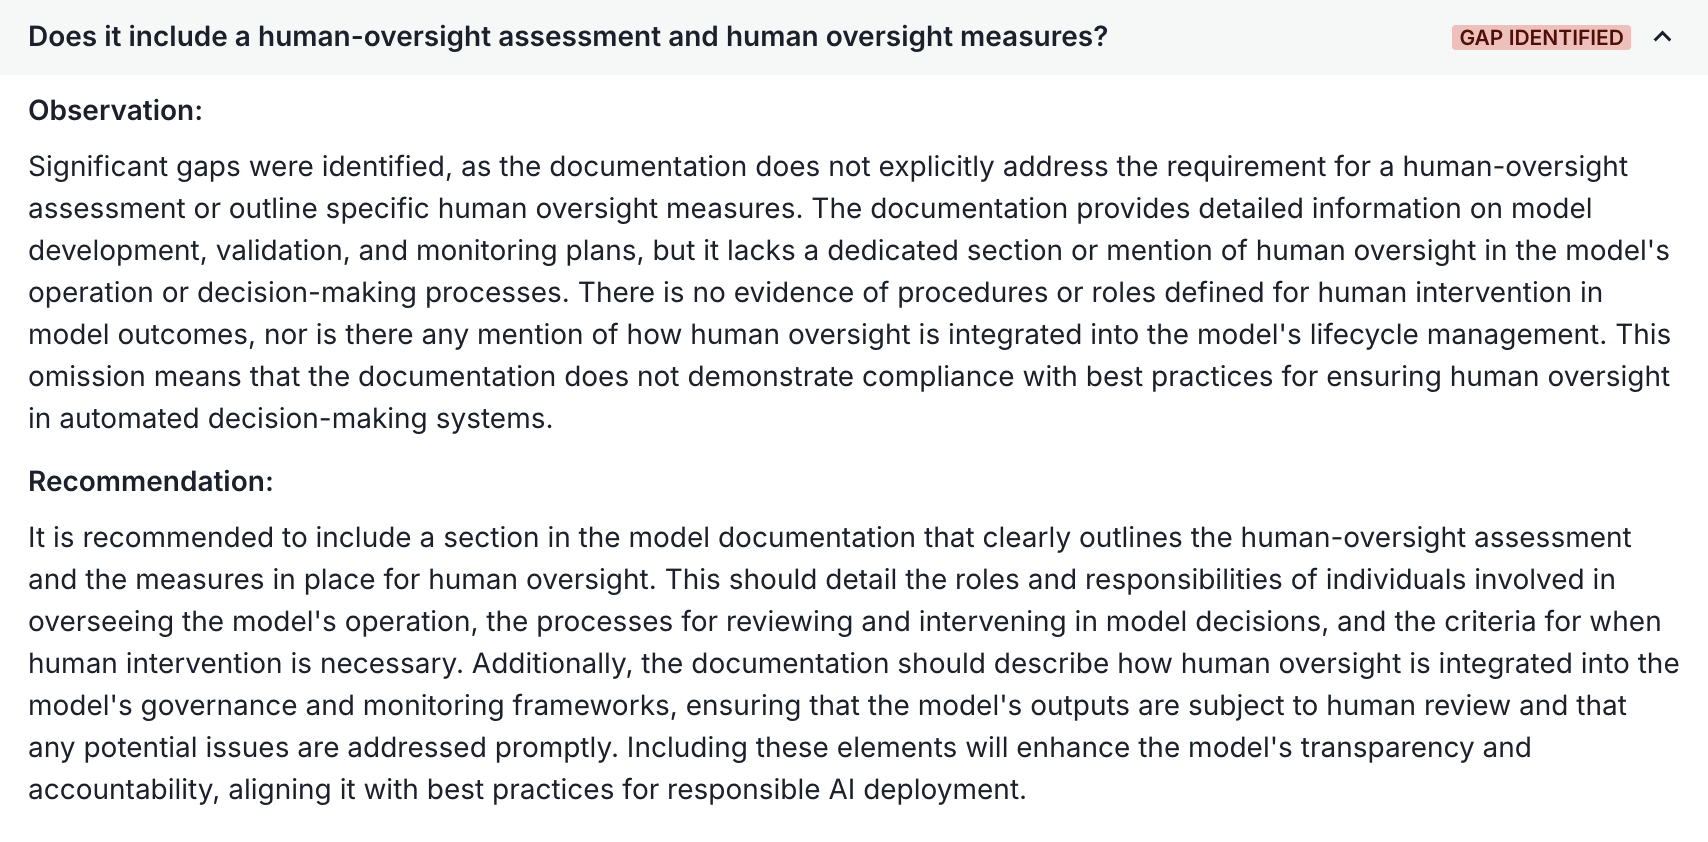 Does it include a human-oversight assessment and human oversight measures?
GAP IDENTIFIED
Observation:
Significant gaps were identified, as the documentation does not explicitly address the requirement for a human-oversight
assessment or outline specific human oversight measures. The documentation provides detailed information on model
development, validation, and monitoring plans, but it lacks a dedicated section or mention of human oversight in the model's
operation or decision-making processes. There is no evidence of procedures or roles defined for human intervention in
model outcomes, nor is there any mention of how human oversight is integrated into the model's lifecycle management. This
omission means that the documentation does not demonstrate compliance with best practices for ensuring human oversight
in automated decision-making systems.
Recommendation:
It is recommended to include a section in the model documentation that clearly outlines the human-oversight assessment
and the measures in place for human oversight. This should detail the roles and responsibilities of individuals involved in
overseeing the model's operation, the processes for reviewing and intervening in model decisions, and the criteria for when
human intervention is necessary. Additionally, the documentation should describe how human oversight is integrated into the
model's governance and monitoring frameworks, ensuring that the model's outputs are subject to human review and that
any potential issues are addressed promptly. Including these elements will enhance the model's transparency and
accountability, aligning it with best practices for responsible AI deployment.